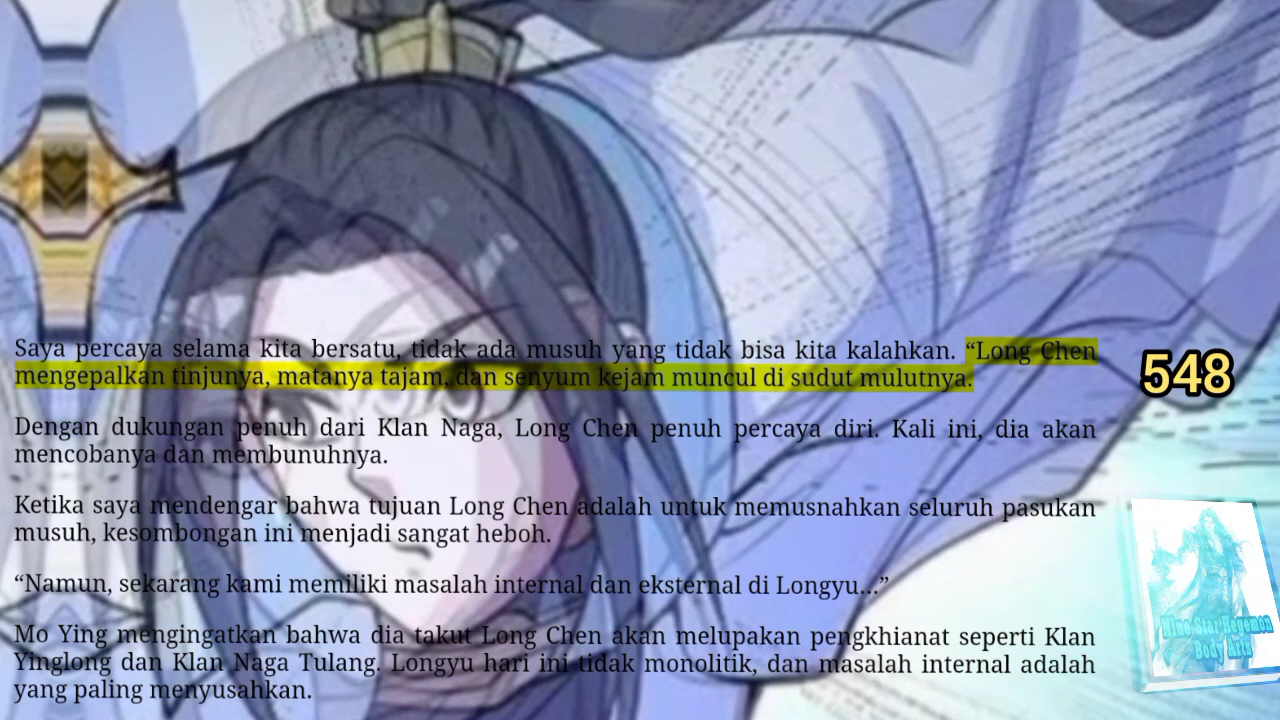 Saya percaya selama kita bersatu, tidak ada musuh yang tidak bisa kita kalahkan. “Long Chen
mengepalkan tinjunya, matanya tajam, dan senyum kejam muncul di sudut mulutnya.
548
Dengan dukungan penuh dari Klan Naga, Long Chen penuh percaya diri. Kali ini, dia akan
mencobanya dan membunuhnya.
Ketika saya mendengar bahwa tujuan Long Chen adalah untuk memusnahkan seluruh pasukan
musuh, kesombongan ini menjadi sangat heboh.
“Namun, sekarang kami memiliki masalah internal dan eksternal di Longyu...”
Mo Ying mengingatkan bahwa dia takut Long Chen akan melupakan pengkhianat seperti Klan
Yinglong dan Klan Naga Tulang. Longyu hari ini tidak monolitik, dan masalah internal adalah
yang paling menyusahkan.
Nine Star Hegemon
Body Arth